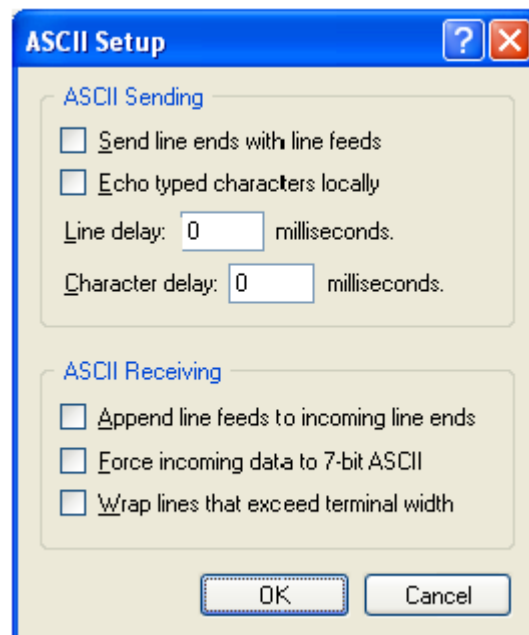 ASCII Setup
ASCII Sending
Send line ends with line feeds
Echo typed characters locally
Line delay: 0 milliseconds.
Character delay: 0 milliseconds.
ASCII Receiving
Append line feeds to incoming line ends
Force incoming data to 7-bit ASCII
Wrap lines that exceed terminal width
OK Cancel